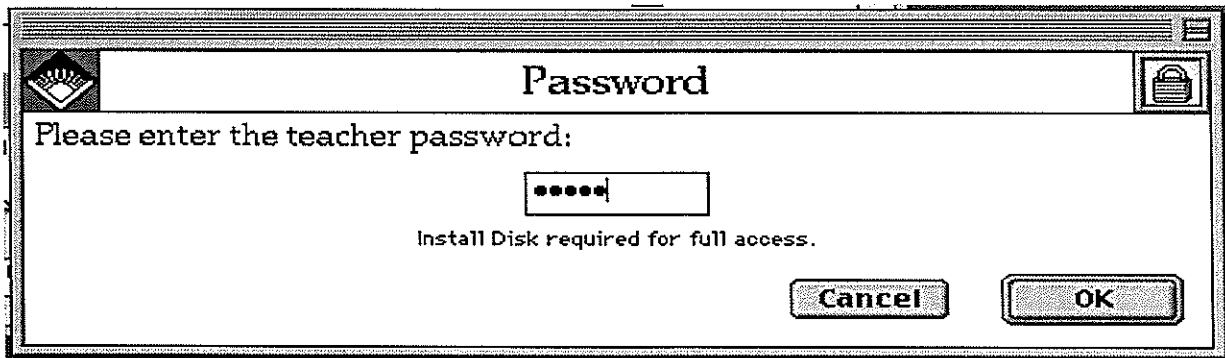 Password
Please enter the teacher password:
•••••
Install Disk required for full access.
Cancel OK